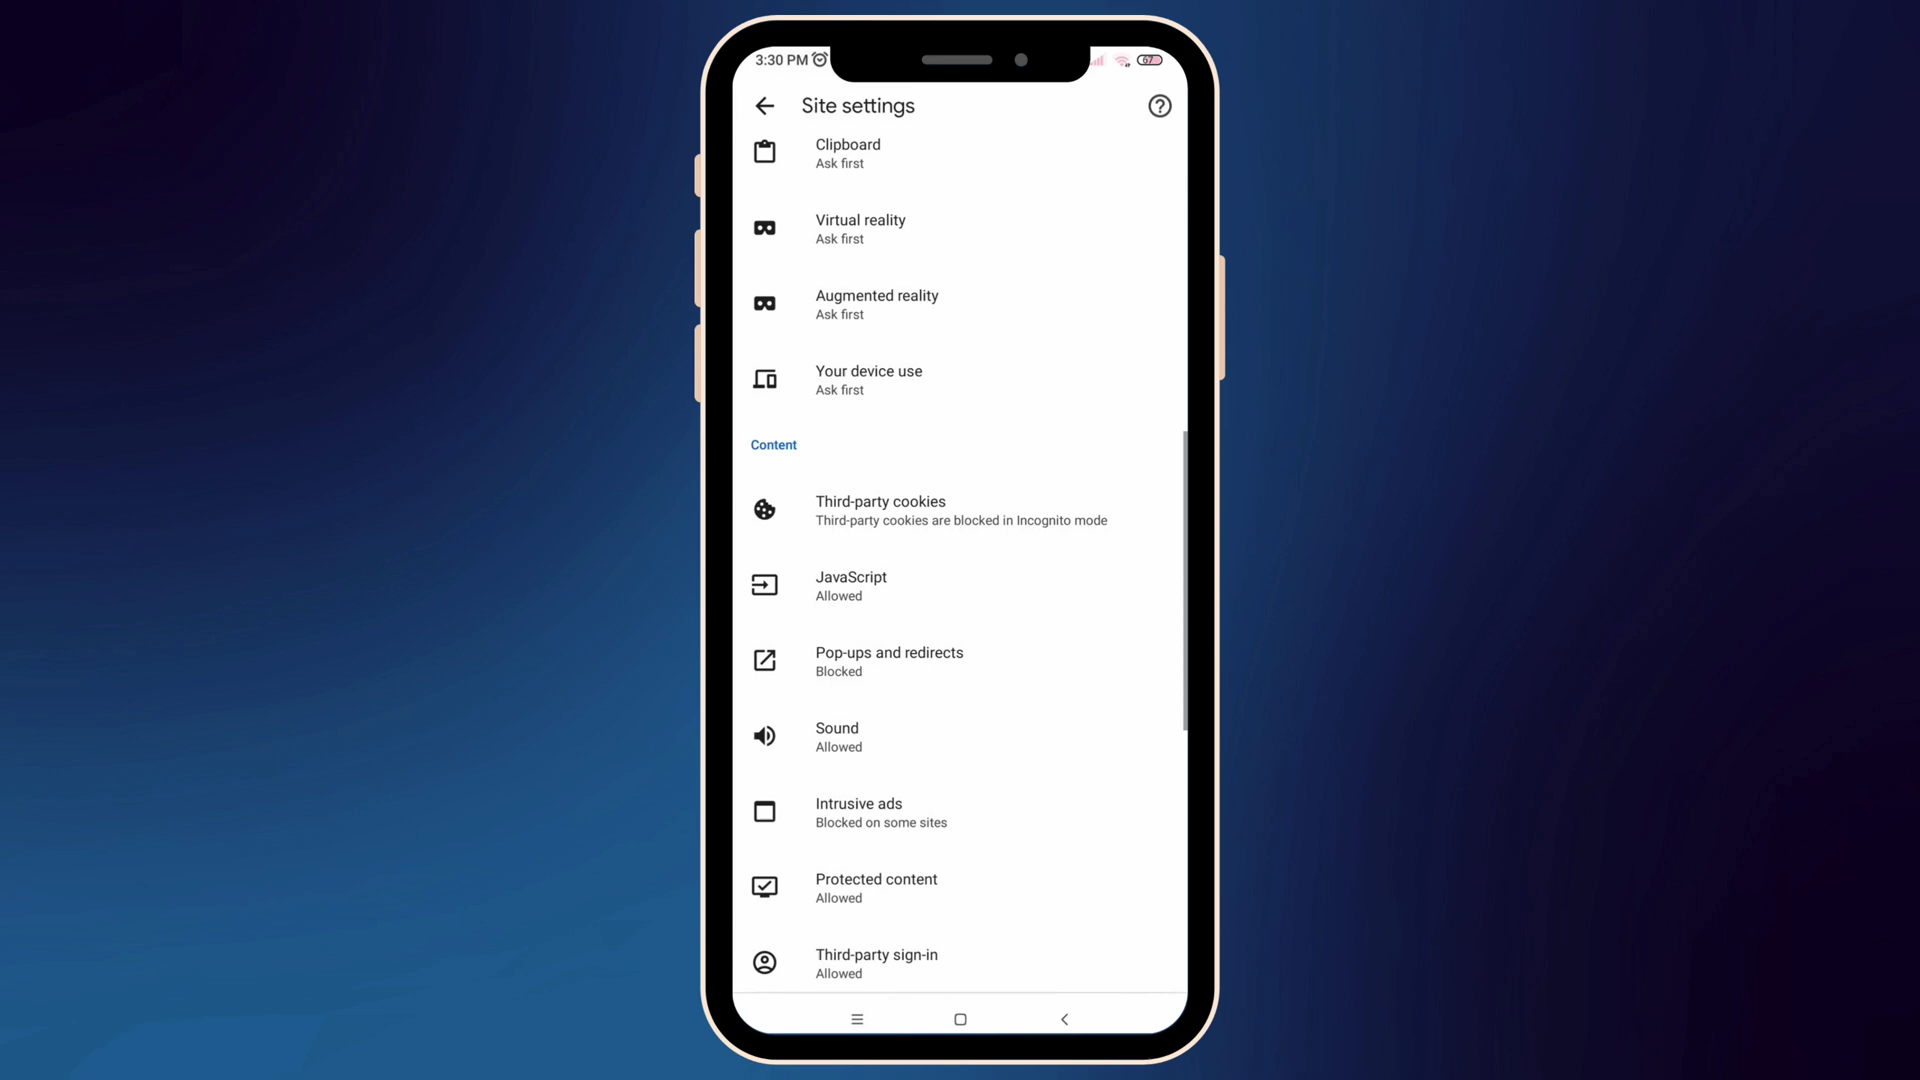 3:30 PM
67
Site settings
Clipboard
Ask first
Virtual reality
Ask first
Augmented reality
Ask first
Your device use
Ask first
Content
Third-party cookies
Third-party cookies are blocked in Incognito mode
JavaScript
Allowed
Pop-ups and redirects
Blocked
Sound
Allowed
Intrusive ads
Blocked on some sites
Protected content
Allowed
Third-party sign-in
Allowed